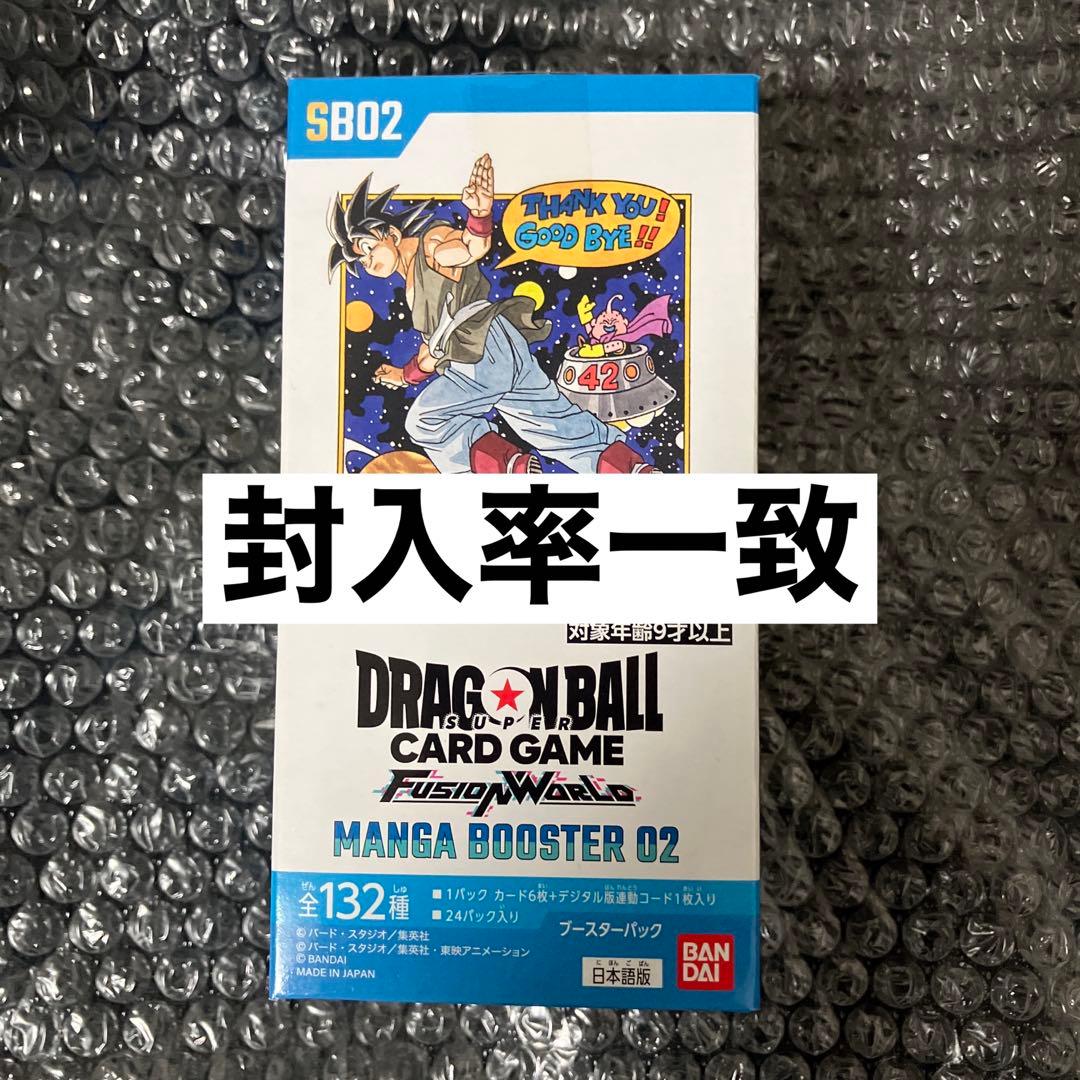 SB02
THANK YOU!
GOOD BYE!!
42
封入率一致
対象年齢9才以上
DRAGON BALL
SUPER
CARD GAME
FUSION WORLD
MANGA BOOSTER 02
全132種
■1パック カード6枚+デジタル版連動コード1枚入り
■24パック入り
ブースターパック
©バード・スタジオ/集英社
©バード・スタジオ/集英社・東映アニメーション
©BANDAI
MADE IN JAPAN
日本語版
BAN
DAI